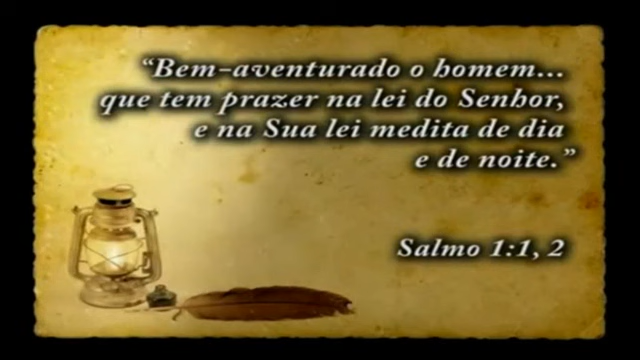 “Bem-aventurado o homem...
que tem prazer na lei do Senhor,
e na Sua lei medita de dia
e de noite.”
Salmo 1:1, 2